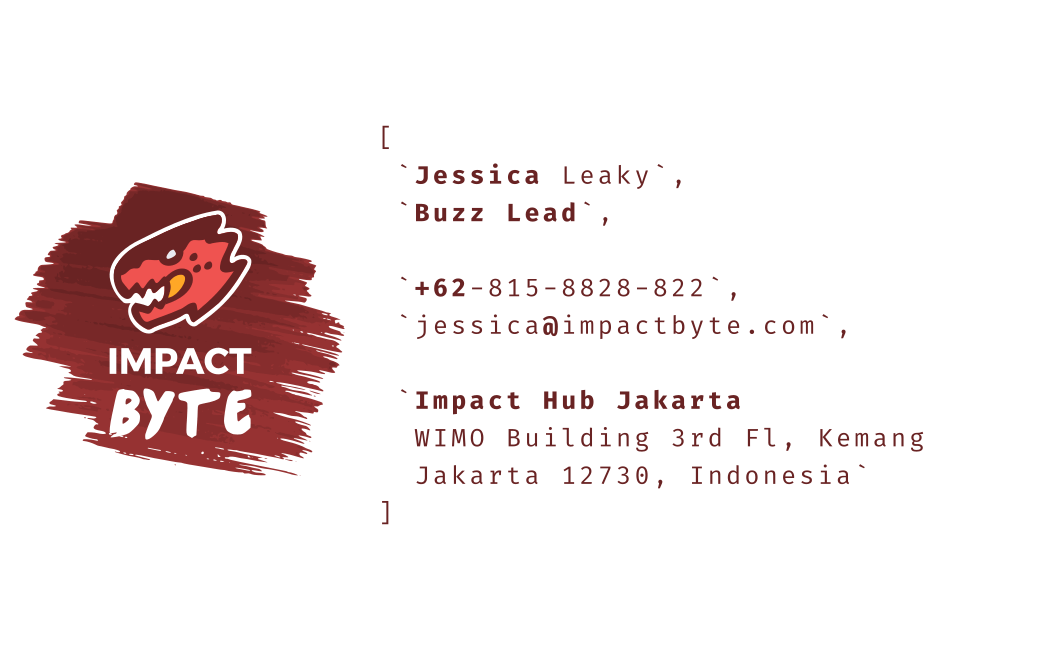 IMPACT
BYTE
[
`Jessica Leaky`,
`Buzz Lead`,
`+62-815-8828-822`,
`jessica@impactbyte.com`,
`Impact Hub Jakarta
WIMO Building 3rd Fl, Kemang
Jakarta 12730, Indonesia`
]